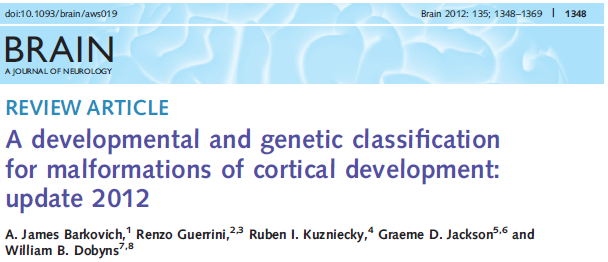 doi:10.1093/brain/aws019 Brain 2012: 135; 1348–1369 | 1348
BRAIN
A JOURNAL OF NEUROLOGY
REVIEW ARTICLE
A developmental and genetic classification
for malformations of cortical development:
update 2012
A. James Barkovich,¹ Renzo Guerrini,²,³ Ruben I. Kuzniecky,⁴ Graeme D. Jackson⁵,⁶ and
William B. Dobyns⁷,⁸